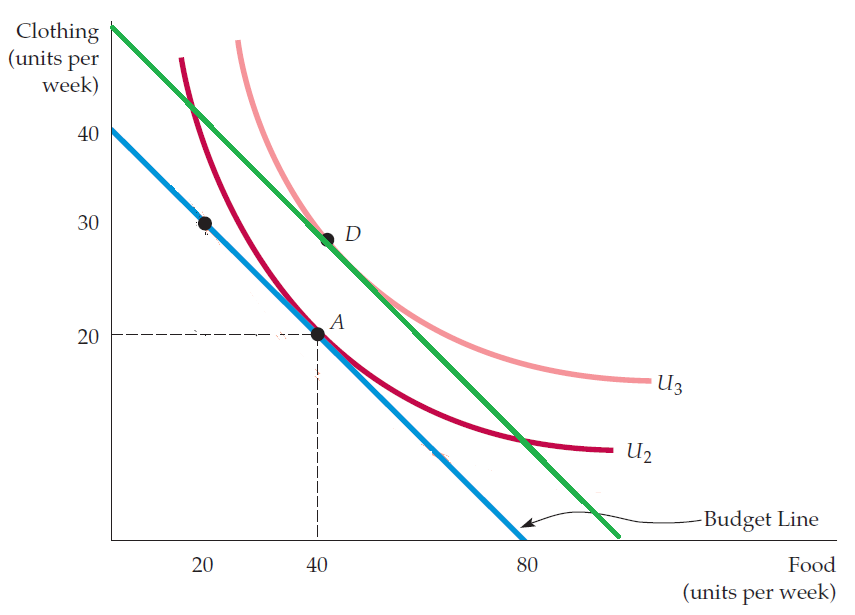 Clothing
(units per
week)
40
30
D
A
20
U3
U2
Budget Line
20 40 80 Food
(units per week)